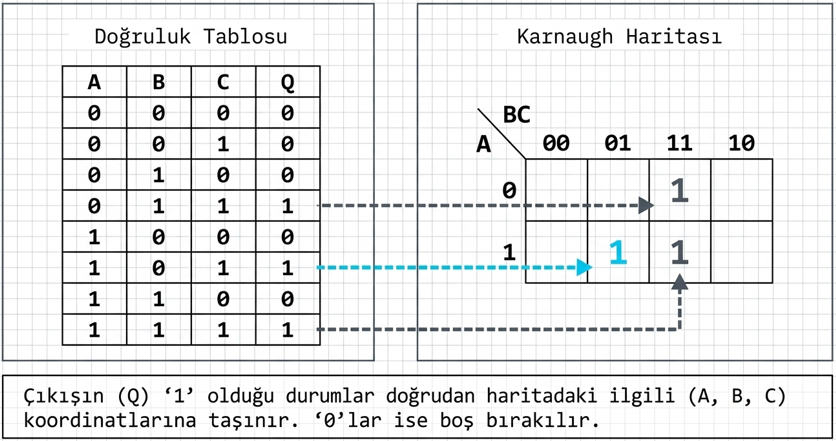 Doğruluk Tablosu
A B C Q
0 0 0 0
0 0 1 0
0 1 0 0
0 1 1 1
1 0 0 0
1 0 1 1
1 1 0 0
1 1 1 1
Karnaugh Haritası
BC
A 00 01 11 10
0 1
1 1 1
Çıkışın (Q) ‘1’ olduğu durumlar doğrudan haritadaki ilgili (A, B, C)
koordinatlarına taşınır. ‘0’lar ise boş bırakılır.